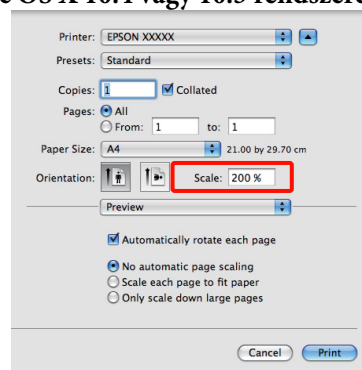 OS X 10.4 vagy 10.5 rendszere
Printer: EPSON XXXXX
Presets: Standard
Copies: 1 Collated
Pages: All
From: 1 to: 1
Paper Size: A4 21.00 by 29.70 cm
Orientation: Scale: 200 %
Preview
Automatically rotate each page
No automatic page scaling
Scale each page to fit paper
Only scale down large pages
Cancel Print